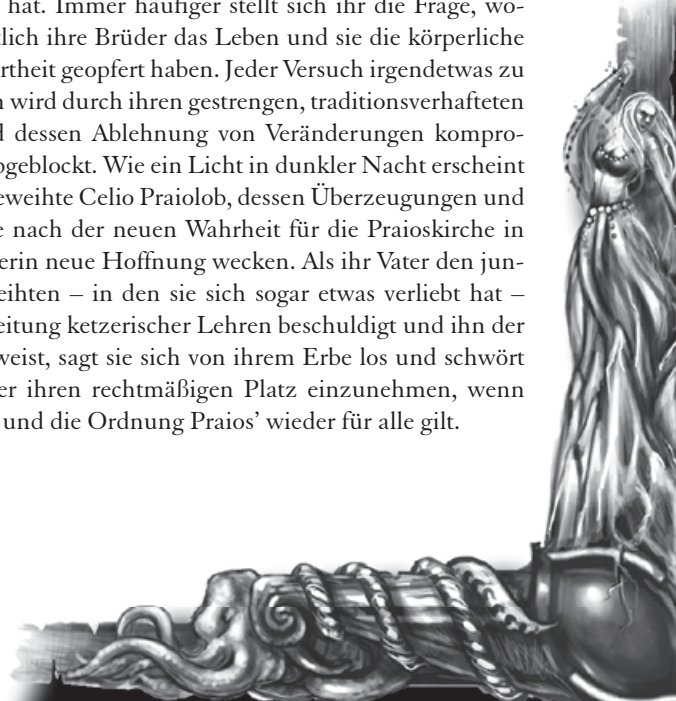 hat. Immer häufiger stellt sich ihr die Frage, wo-
tlich ihre Brüder das Leben und sie die körperliche
rtheit geopfert haben. Jeder Versuch irgendetwas zu
n wird durch ihren gestrengen, traditionsverhafteten
d dessen Ablehnung von Veränderungen kompro-
bgeblockt. Wie ein Licht in dunkler Nacht erscheint
eweihte Celio Praiolob, dessen Überzeugungen und
e nach der neuen Wahrheit für die Praioskirche in
erin neue Hoffnung wecken. Als ihr Vater den jun-
eihten – in den sie sich sogar etwas verliebt hat –
eitung ketzerischer Lehren beschuldigt und ihn der
weist, sagt sie sich von ihrem Erbe los und schwört
er ihren rechtmäßigen Platz einzunehmen, wenn
und die Ordnung Praios’ wieder für alle gilt.